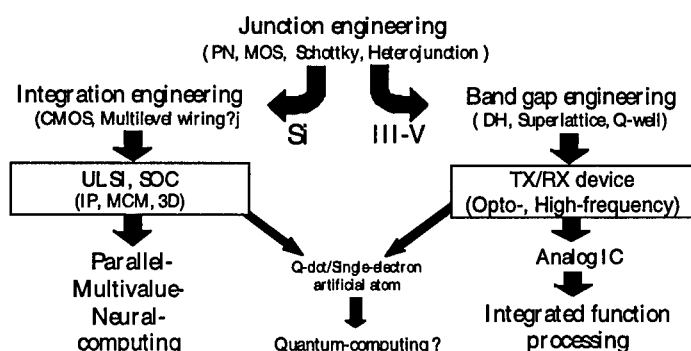 Junction engineering
( PN, MOS, Schottky, Heterojunction )
Integration engineering
(CMOS, Multilevel wiring?j
Si
III-V
Band gap engineering
( DH, Superlattice, Q-well)
ULSI, SOC
(IP, MCM, 3D)
TX/RX device
(Opto-, High-frequency)
Parallel-
Multivalue-
Neural-
computing
Q-dot/Single-electron
artificial atom
Quantum-computing ?
Analog IC
Integrated function
processing